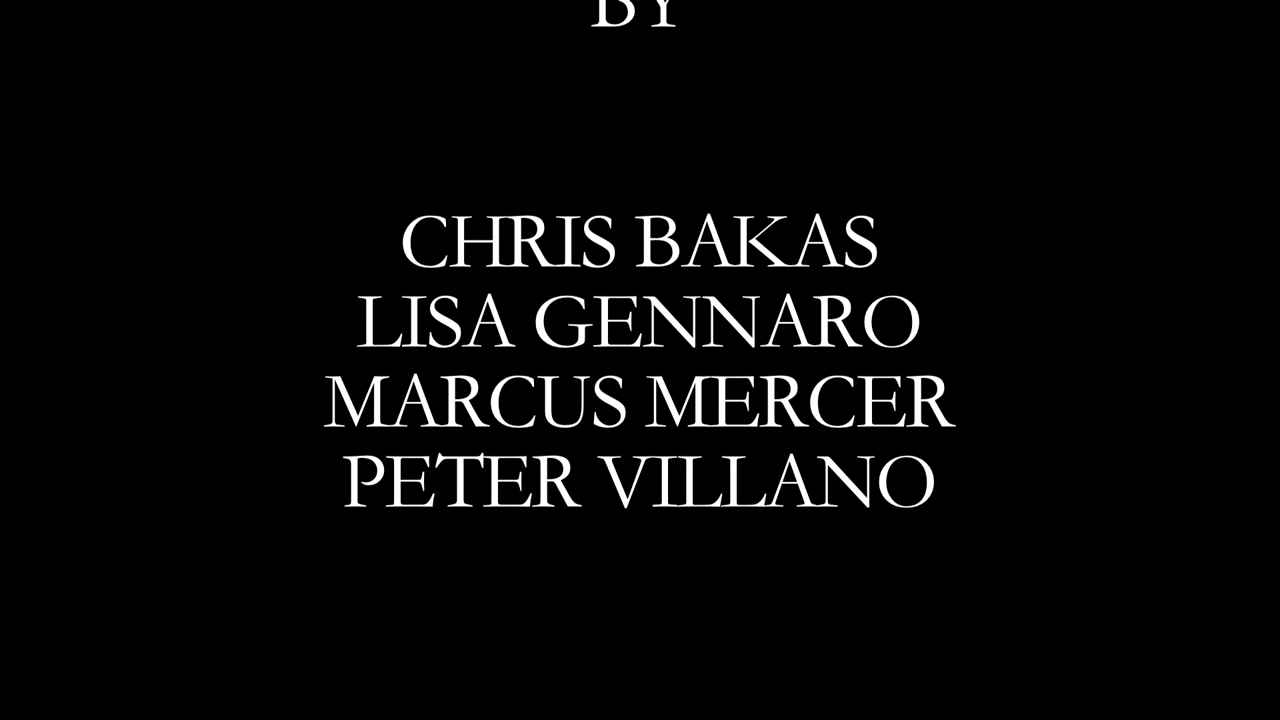 BY
CHRIS BAKAS
LISA GENNARO
MARCUS MERCER
PETER VILLANO